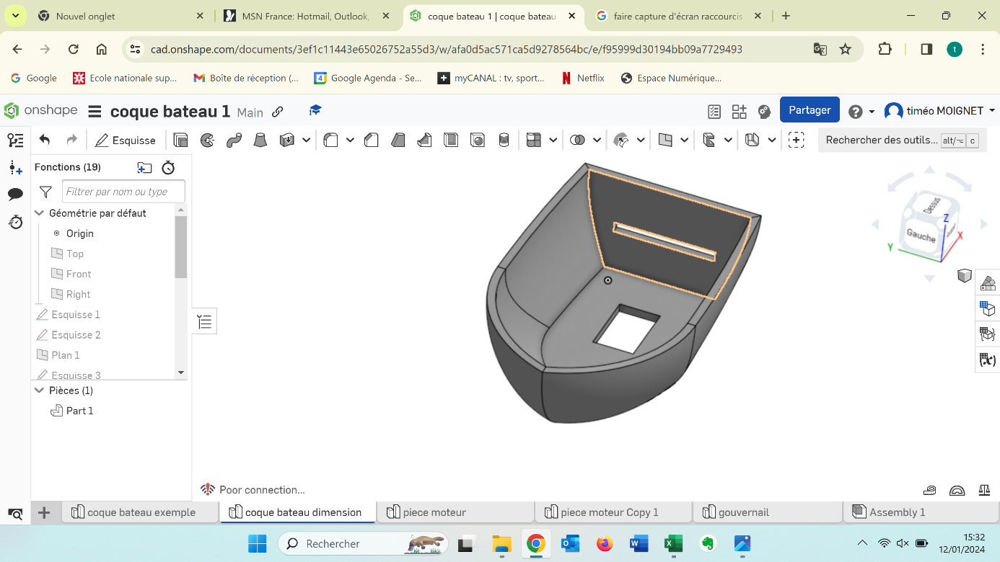 Nouvel onglet
MSN France: Hotmail, Outlook,
coque bateau 1 | coque bateau
faire capture d'écran raccourcis
cad.onshape.com/documents/3ef1c11443e65026752a55d3/w/afa0d5ac571ca5d9278564bc/e/f95999d30194bb09a7729493
t
Google
Ecole nationale sup...
Boîte de réception (...
4
Google Agenda - Se...
myCANAL : tv, sport...
Netflix
Espace Numérique...
onshape
coque bateau 1 Main
Partager
timéo MOIGNET
Esquisse
Rechercher des outils... alt/⌥ c
Fonctions (19)
Filtrer par nom ou type
Géométrie par défaut
Origin
Top
Front
Right
Esquisse 1
Esquisse 2
Plan 1
Esquisse 3
Pièces (1)
Part 1
Dessus
Gauche
Z
X
Y
(x)
Poor connection...
coque bateau exemple
coque bateau dimension
piece moteur
piece moteur Copy 1
gouvernail
Assembly 1
Rechercher
15:32
12/01/2024